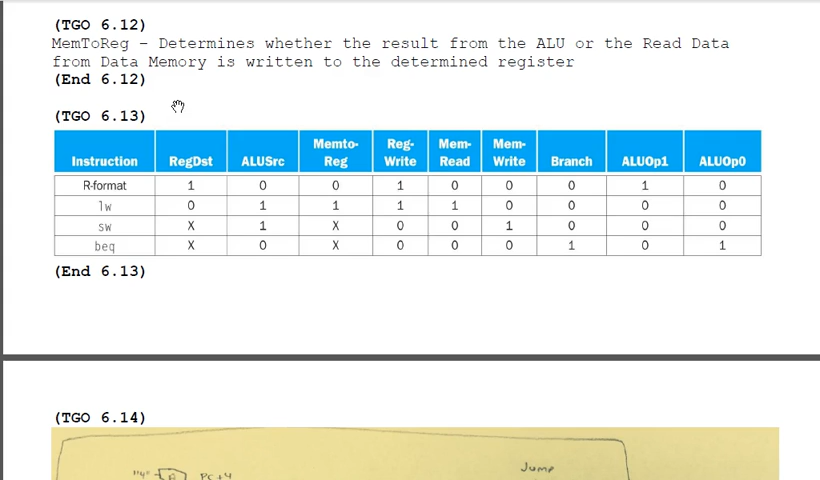 (TGO 6.12)
MemToReg – Determines whether the result from the ALU or the Read Data
from Data Memory is written to the determined register
(End 6.12)
(TGO 6.13)
Instruction RegDst ALUSrc Memto-Reg Reg-Write Mem-Read Mem-Write Branch ALUOp1 ALUOp0
R-format 1 0 0 1 0 0 0 1 0
lw 0 1 1 1 1 0 0 0 0
sw X 1 X 0 0 1 0 0 0
beq X 0 X 0 0 0 1 0 1
(End 6.13)
(TGO 6.14)
"4" A PC+4 Jump